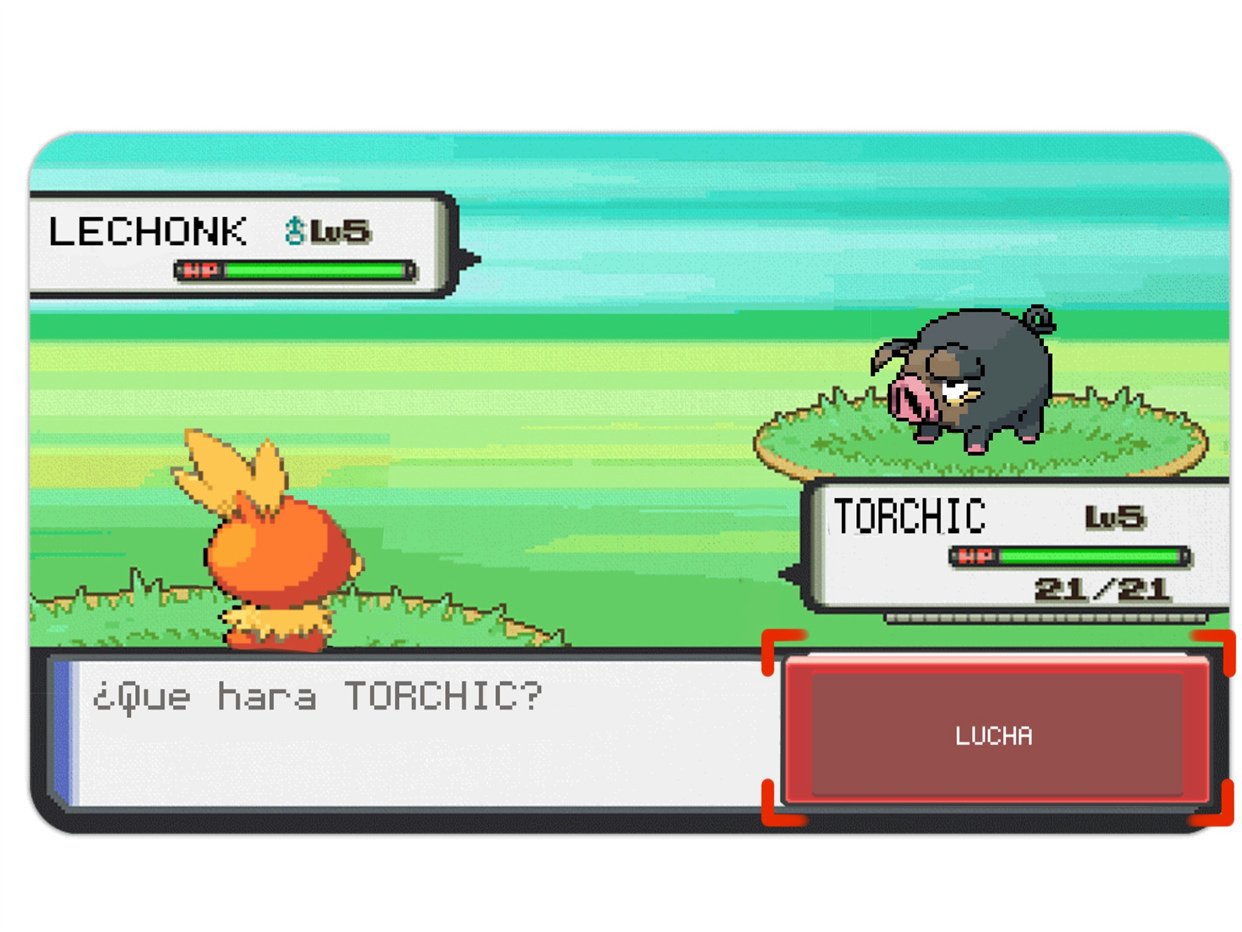 LECHONK ♂Lv5
HP
TORCHIC Lv5
HP
21/21
¿Que hara TORCHIC?
LUCHA